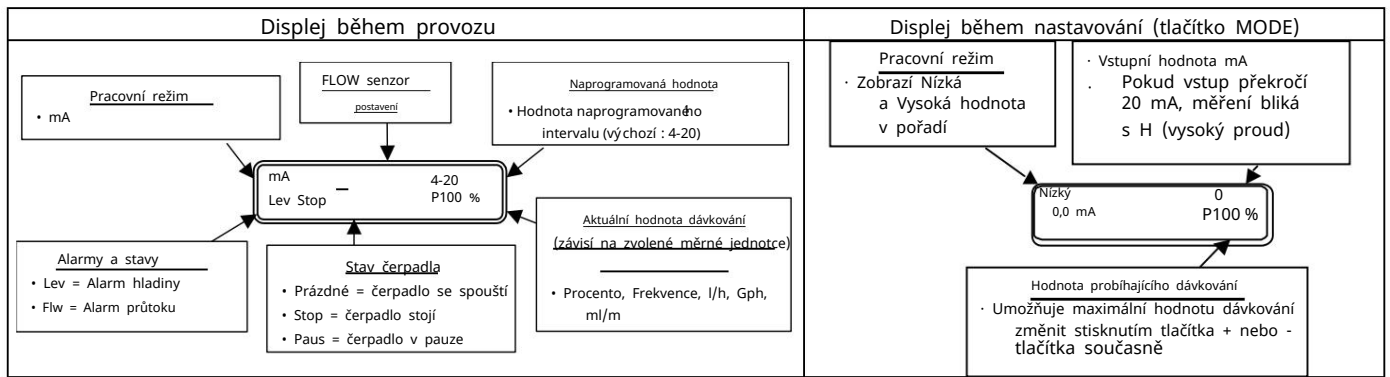 Displej během provozu
Pracovní režim
• mA
FLOW senzor
postavení
Naprogramovaná hodnota
• Hodnota naprogramovaného
intervalu (výchozí : 4-20)
mA
4-20
Lev Stop
P100 %
Alarmy a stavy
• Lev = Alarm hladiny
• Flw = Alarm průtoku
Stav čerpadla
• Prázdné = čerpadlo se spouští
• Stop = čerpadlo stojí
• Paus = čerpadlo v pauze
Aktuální hodnota dávkování
(závisí na zvolené měrné jednotce)
• Procento, Frekvence, l/h, Gph,
ml/m
Displej během nastavování (tlačítko MODE)
Pracovní režim
· Zobrazí Nízká
a Vysoká hodnota
v pořadí
· Vstupní hodnota mA
· Pokud vstup překročí
20 mA, měření bliká
s H (vysoký proud)
Nízký
0
0,0 mA
P100 %
Hodnota probíhajícího dávkování
· Umožňuje maximální hodnotu dávkování
změnit stisknutím tlačítka + nebo -
tlačítka současně